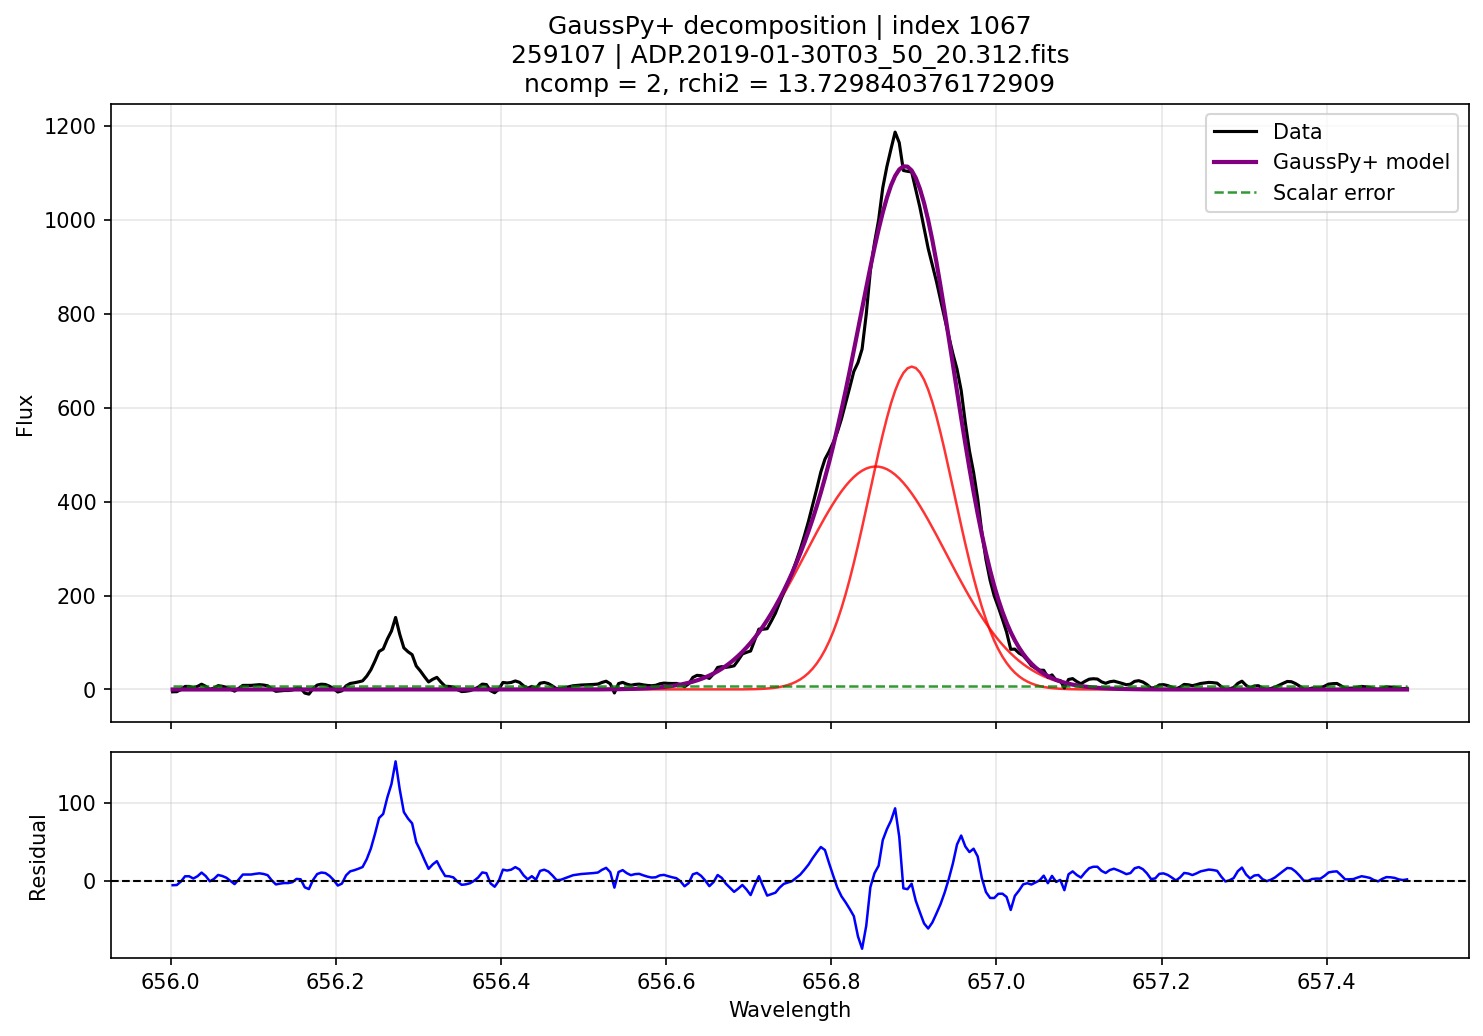 GaussPy+ decomposition | index 1067
259107 | ADP.2019-01-30T03_50_20.312.fits
ncomp = 2, rchi2 = 13.729840376172909
Data
GaussPy+ model
Scalar error
1200
1000
800
600
400
200
0
Flux
100
0
Residual
656.0 656.2 656.4 656.6 656.8 657.0 657.2 657.4
Wavelength